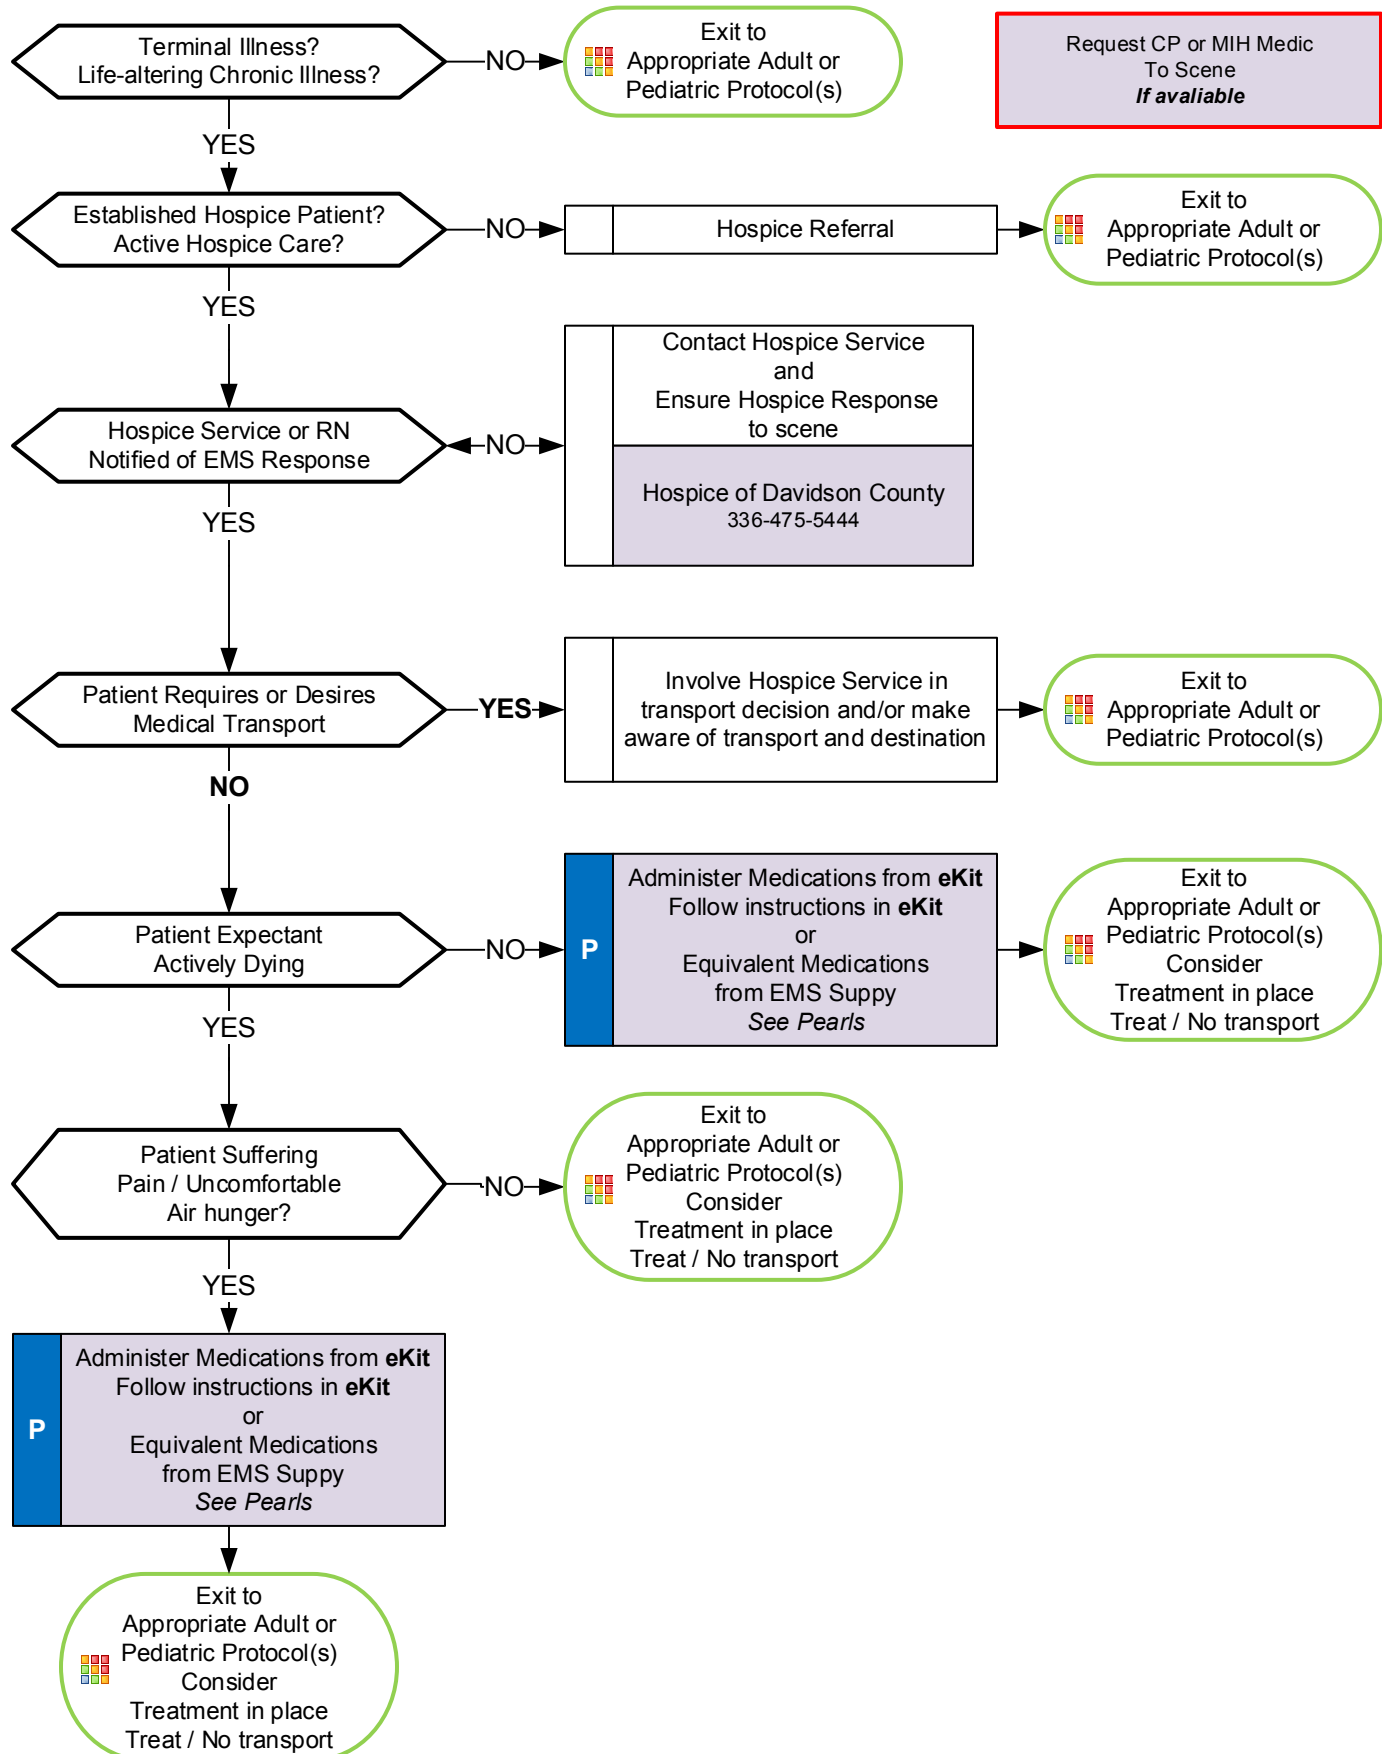 Terminal Illness?
Life-altering Chronic Illness?
NO
Exit to
Appropriate Adult or
Pediatric Protocol(s)
Request CP or MIH Medic
To Scene
If avaliable
YES
Established Hospice Patient?
Active Hospice Care?
NO
Hospice Referral
Exit to
Appropriate Adult or
Pediatric Protocol(s)
YES
Hospice Service or RN
Notified of EMS Response
NO
Contact Hospice Service
and
Ensure Hospice Response
to scene
Hospice of Davidson County
336-475-5444
YES
Patient Requires or Desires
Medical Transport
YES
Involve Hospice Service in
transport decision and/or make
aware of transport and destination
Exit to
Appropriate Adult or
Pediatric Protocol(s)
NO
Patient Expectant
Actively Dying
NO
P
Administer Medications from eKit
Follow instructions in eKit
or
Equivalent Medications
from EMS Suppy
See Pearls
Exit to
Appropriate Adult or
Pediatric Protocol(s)
Consider
Treatment in place
Treat / No transport
YES
Patient Suffering
Pain / Uncomfortable
Air hunger?
NO
Exit to
Appropriate Adult or
Pediatric Protocol(s)
Consider
Treatment in place
Treat / No transport
YES
P
Administer Medications from eKit
Follow instructions in eKit
or
Equivalent Medications
from EMS Suppy
See Pearls
Exit to
Appropriate Adult or
Pediatric Protocol(s)
Consider
Treatment in place
Treat / No transport